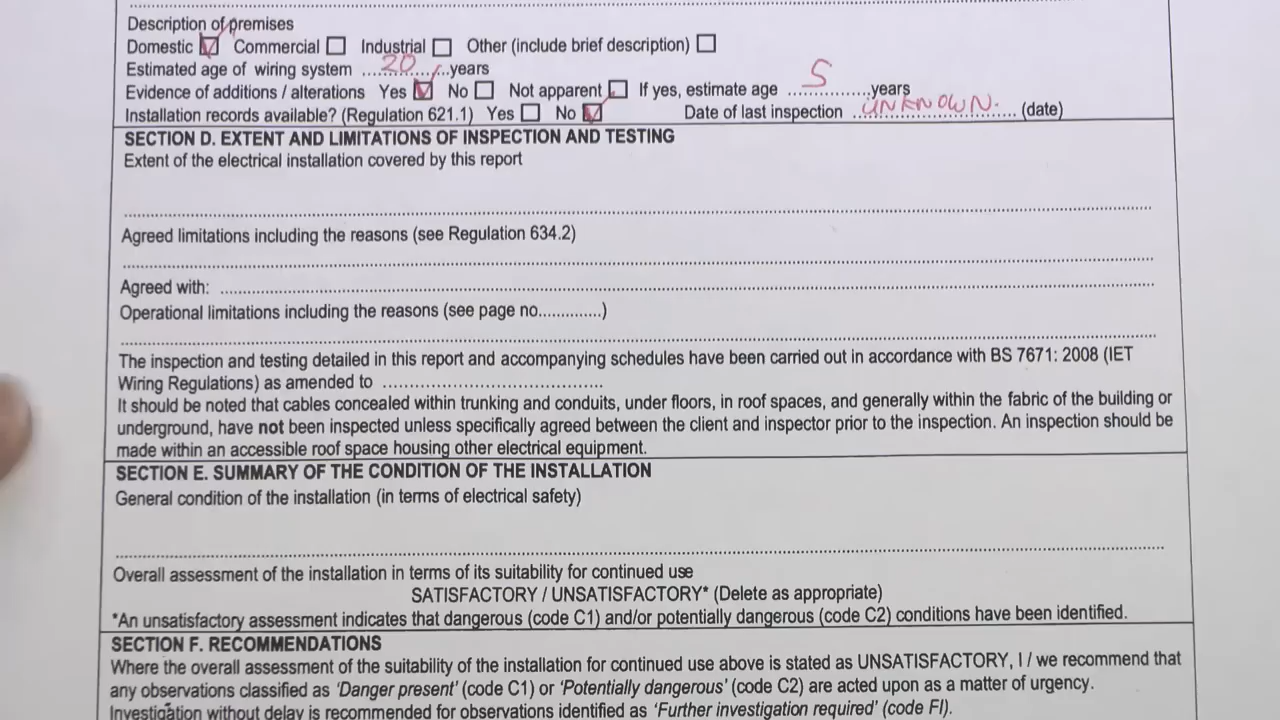 Description of premises
Domestic ☑ Commercial ☐ Industrial ☐ Other (include brief description) ☐
Estimated age of wiring system ....20....years
Evidence of additions / alterations Yes ☑ No ☐ Not apparent ☐ If yes, estimate age ....5....years
Installation records available? (Regulation 621.1) Yes ☐ No ☑ Date of last inspection ...UNKNOWN.... (date)
SECTION D. EXTENT AND LIMITATIONS OF INSPECTION AND TESTING
Extent of the electrical installation covered by this report
Agreed limitations including the reasons (see Regulation 634.2)
Agreed with: ....................
Operational limitations including the reasons (see page no.............)
The inspection and testing detailed in this report and accompanying schedules have been carried out in accordance with BS 7671: 2008 (IET
Wiring Regulations) as amended to ....................
It should be noted that cables concealed within trunking and conduits, under floors, in roof spaces, and generally within the fabric of the building or
underground, have not been inspected unless specifically agreed between the client and inspector prior to the inspection. An inspection should be
made within an accessible roof space housing other electrical equipment.
SECTION E. SUMMARY OF THE CONDITION OF THE INSTALLATION
General condition of the installation (in terms of electrical safety)
Overall assessment of the installation in terms of its suitability for continued use
SATISFACTORY / UNSATISFACTORY* (Delete as appropriate)
*An unsatisfactory assessment indicates that dangerous (code C1) and/or potentially dangerous (code C2) conditions have been identified.
SECTION F. RECOMMENDATIONS
Where the overall assessment of the suitability of the installation for continued use above is stated as UNSATISFACTORY, I / we recommend that
any observations classified as 'Danger present' (code C1) or 'Potentially dangerous' (code C2) are acted upon as a matter of urgency.
Investigation without delay is recommended for observations identified as 'Further investigation required' (code FI).